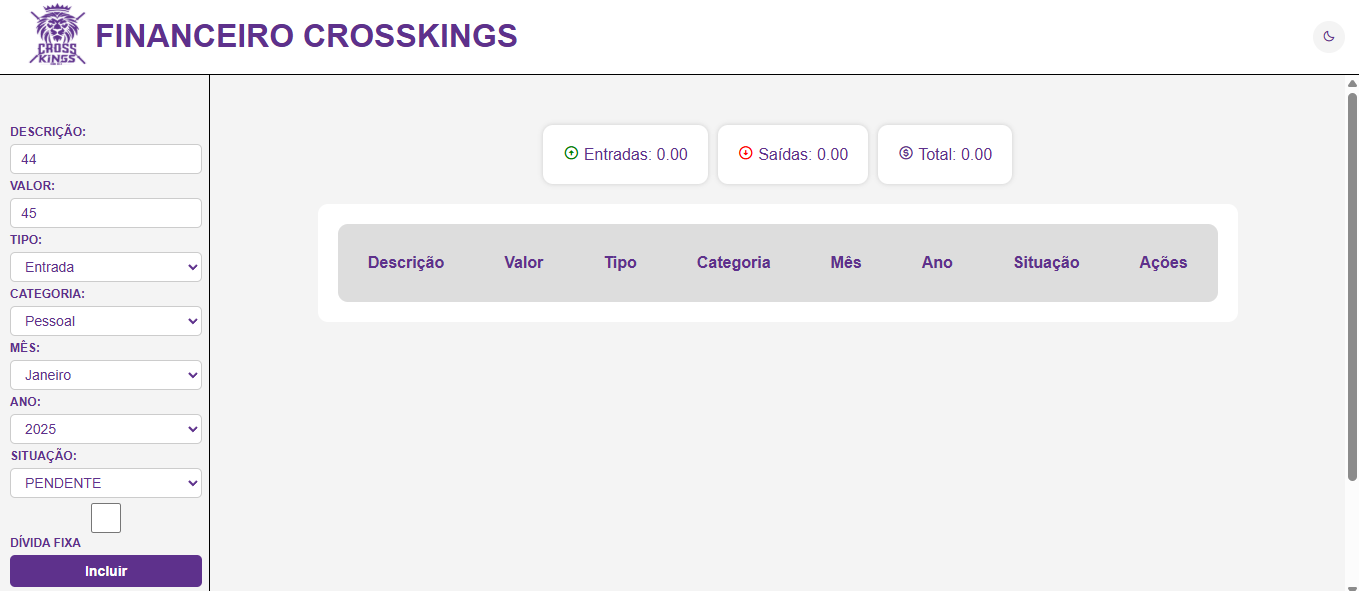 CROSS
KINGS
FINANCEIRO CROSSKINGS
DESCRIÇÃO:
44
VALOR:
45
TIPO:
Entrada
CATEGORIA:
Pessoal
MÊS:
Janeiro
ANO:
2025
SITUAÇÃO:
PENDENTE
DÍVIDA FIXA
Incluir
Entradas: 0.00 Saídas: 0.00 Total: 0.00
Descrição Valor Tipo Categoria Mês Ano Situação Ações